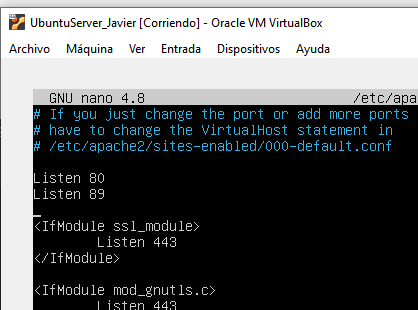 UbuntuServer_Javier [Corriendo] - Oracle VM VirtualBox
Archivo Máquina Ver Entrada Dispositivos Ayuda
GNU nano 4.8 /etc/apa
# If you just change the port or add more ports
# have to change the VirtualHost statement in
# /etc/apache2/sites-enabled/000-default.conf
Listen 80
Listen 89
<IfModule ssl_module>
Listen 443
</IfModule>
<IfModule mod_gnutls.c>
Listen 443